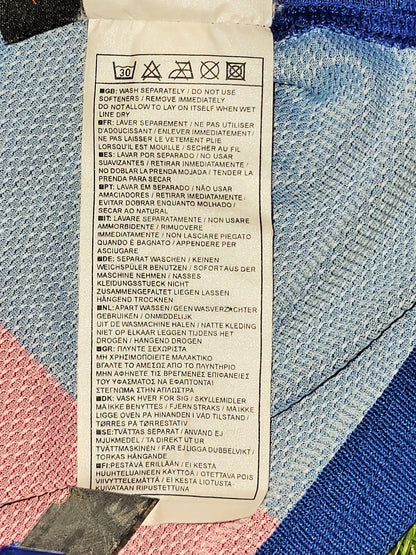 30
■GB: WASH SEPARATELY / DO NOT USE
SOFTENERS / REMOVE IMMEDIATELY
DO NOT ALLOW TO LAY ON ITSELF WHEN WET
LINE DRY
■FR: LAVER SEPAREMENT / NE PAS UTILISER
D'ADOUCISSANT / ENLEVER IMMEDIATEMENT /
NE PAS LAISSER LE VETEMENT PLIE
LORSQU'IL EST MOUILLE / SECHER AU FIL
■ES: LAVAR POR SEPARADO / NO USAR
SUAVIZANTES / RETIRAR INMEDIATAMENTE /
NO DOBLAR LA PRENDA MOJADA / TENDER LA
PRENDA PARA SECAR
■PT: LAVAR EM SEPARADO / NÃO USAR
AMACIADORES / RETIRAR IMEDIATAMENTE
EVITAR DOBRAR ENQUANTO MOLHADO /
SECAR AO NATURAL
■IT: LAVARE SEPARATAMENTE / NON USARE
AMMORBIDENTE / RIMUOVERE
IMMEDIATAMENTE / NON LASCIARE PIEGATO
QUANDO È BAGNATO / APPENDERE PER
ASCIUGARE
■DE: SEPARAT WASCHEN / KEINEN
WEICHSPÜLER BENUTZEN / SOFORT AUS DER
MASCHINE NEHMEN / NASSES
KLEIDUNGSSTUECK NICHT
ZUSAMMENGEFALTET LIEGEN LASSEN
HÄNGEND TROCKNEN
■NL: APART WASSEN / GEEN WASVERZACHTER
GEBRUIKEN / ONMIDDELIJK
UIT DE WASMACHINE HALEN / NATTE KLEDING
NIET OP ELKAAR LEGGEN TIJDENS HET
DROGEN / HANGEND DROGEN
■GR: ΠΛΥΝΤΕ ΞΕΧΩΡΙΣΤΑ
ΜΗ ΧΡΗΣΙΜΟΠΟΙΕΙΤΕ ΜΑΛΑΚΤΙΚΟ
ΒΓΑΛΤΕ ΤΟ ΑΜΕΣΩΣ ΑΠΟ ΤΟ ΠΛΥΝΤΗΡΙΟ
ΜΗΝ ΑΦΗΝΕΤΕ ΤΙΣ ΒΡΕΓΜΕΝΕΣ ΕΠΙΦΑΝΕΙΕΣ
ΤΟΥ ΥΦΑΣΜΑΤΟΣ ΝΑ ΕΦΑΠΤΟΝΤΑΙ
ΣΤΕΓΝΩΜΑ ΣΤΗΝ ΑΠΛΩΣΤΡΑ
■DK: VASK HVER FOR SIG / SKYLLEMIDLER
MÅ IKKE BENYTTES / FJERN STRAKS / MÅ IKKE
LIGGE OVEN PÅ HINANDEN I VÅD TILSTAND /
TØRRES PÅ TØRRESTATIV
■SE: TVÄTTAS SEPARAT / ANVÄND EJ
MJUKMEDEL / TA DIREKT UT UR
TVÄTTMASKINEN / FAR EJ LIGGA DUBBELVIKT /
TORKAS HÄNGANDE
■FI: PESTAVÄ ERILLÄÄN / EI KESTÄ
HUUHTELUAINEEN KÄYTTÖÄ / OTETTAVA POIS
VIIVYTTELEMÄTTÄ / EI KESTÄ LIOTUSTA-
KUIVATAAN RIPUSTETTUNA